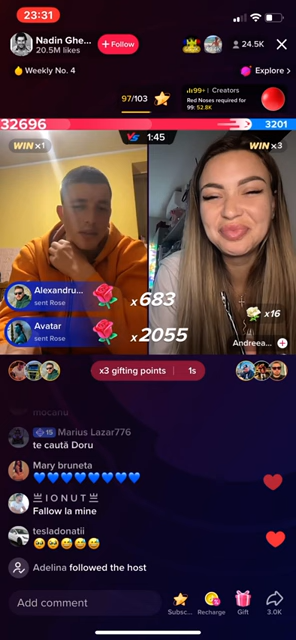 23:31
Nadin Ghe...
20.5M likes
+ Follow
24.5K
Weekly No. 4
Explore >
97/103
99+ | Creators
Red Noses required for
99: 52.8K
32696
3201
WIN x1
VS
1:45
WIN x3
Alexandru...
sent Rose
x683
Avatar
sent Rose
x2055
x16
Andreea...
x3 gifting points | 1s
mocanu
15 Marius Lazar776
te caută Doru
Mary bruneta
💙💙💙💙💙💙💙💙
I O N U T
Fallow la mine
tesladonatii
Adelina followed the host
Add comment
Subsc...
Recharge
Gift
3.0K